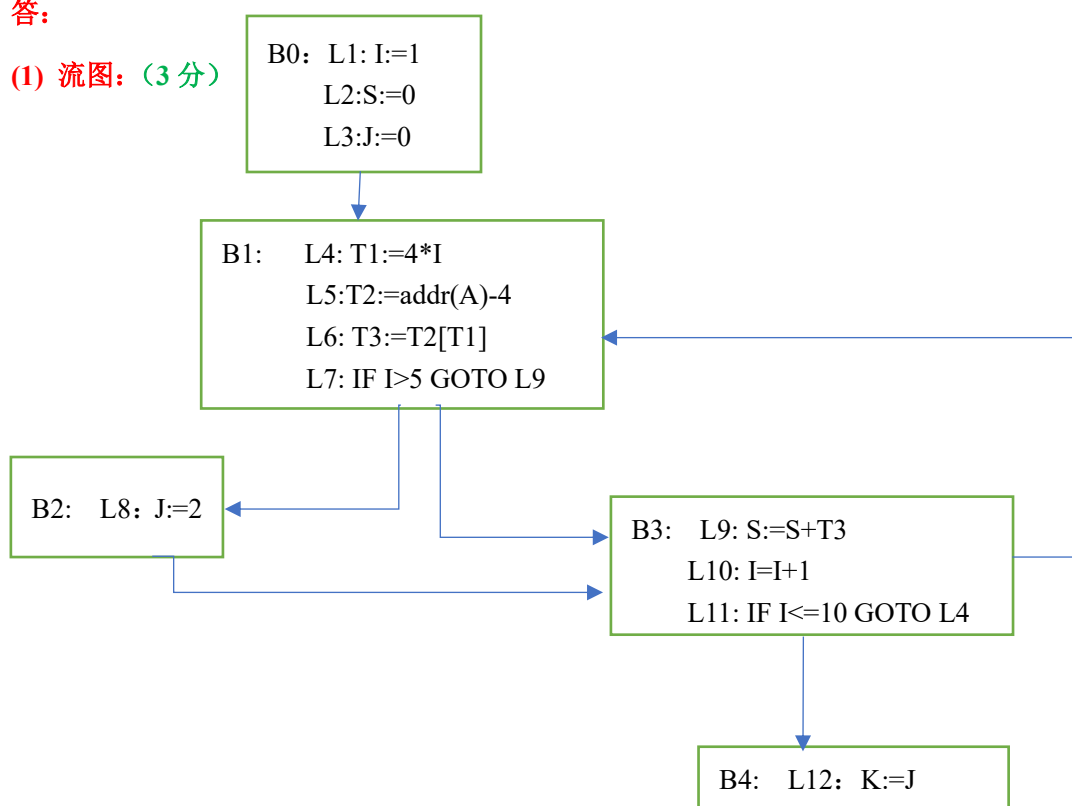 答：
(1) 流图：（3 分）
B0：L1: I:=1
L2:S:=0
L3:J:=0
B1: L4: T1:=4*I
L5:T2:=addr(A)-4
L6: T3:=T2[T1]
L7: IF I>5 GOTO L9
B2: L8：J:=2
B3: L9: S:=S+T3
L10: I=I+1
L11: IF I<=10 GOTO L4
B4: L12：K:=J